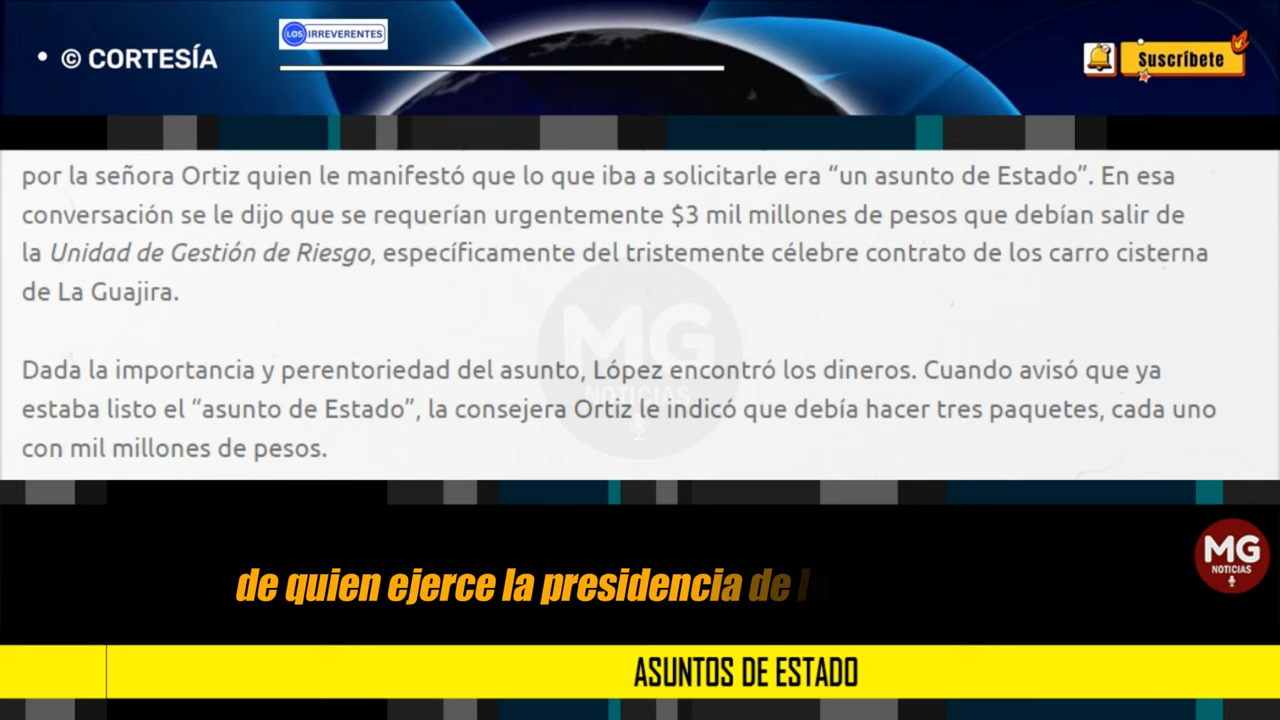 • © CORTESÍA
LOS IRREVERENTES
Suscríbete
por la señora Ortiz quien le manifestó que lo que iba a solicitarle era “un asunto de Estado”. En esa
conversación se le dijo que se requerían urgentemente $3 mil millones de pesos que debían salir de
la Unidad de Gestión de Riesgo, específicamente del tristemente célebre contrato de los carro cisterna
de La Guajira.
Dada la importancia y perentoriedad del asunto, López encontró los dineros. Cuando avisó que ya
estaba listo el “asunto de Estado”, la consejera Ortiz le indicó que debía hacer tres paquetes, cada uno
con mil millones de pesos.
MG
NOTICIAS
MG
NOTICIAS
de quien ejerce la presidencia de
ASUNTOS DE ESTADO